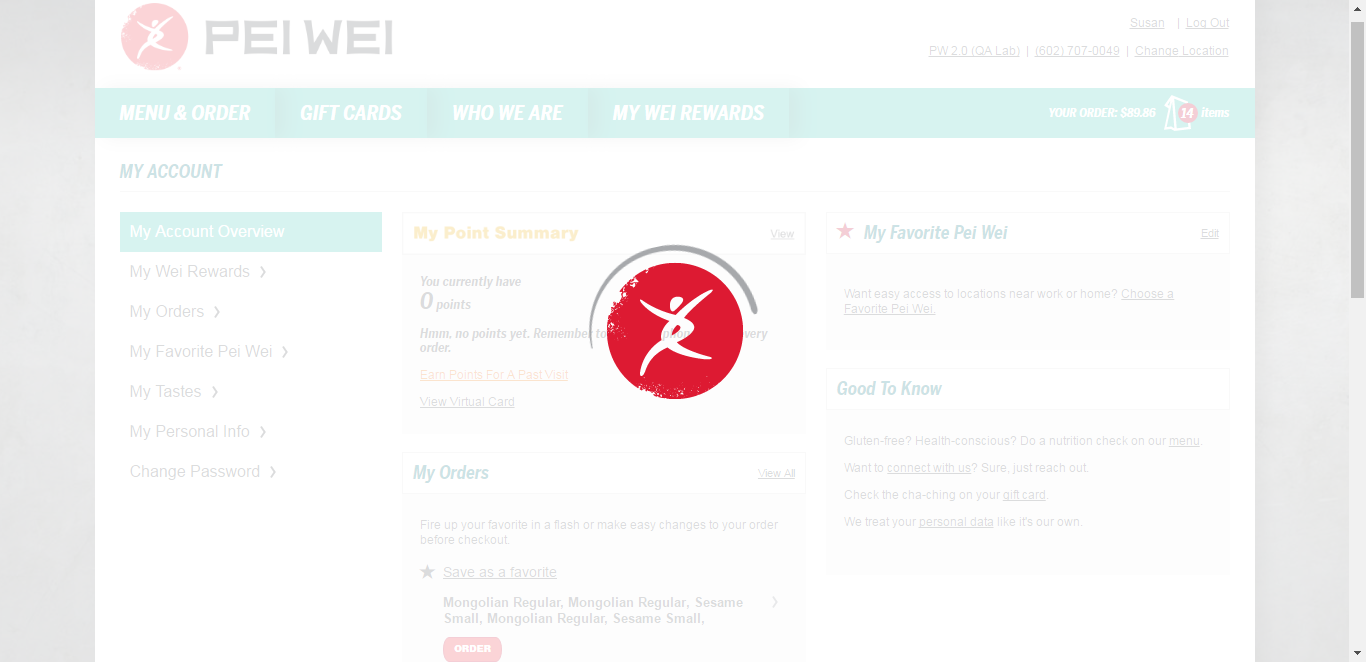 PEI WEI
Susan | Log Out
PW 2.0 (QA Lab) | (602) 707-0049 | Change Location
MENU & ORDER
GIFT CARDS
WHO WE ARE
MY WEI REWARDS
YOUR ORDER: $89.86 14 items
MY ACCOUNT
My Account Overview
My Wei Rewards
My Orders
My Favorite Pei Wei
My Tastes
My Personal Info
Change Password
My Point Summary
View
You currently have
0 points
Hmm, no points yet. Remember to very
order.
Earn Points For A Past Visit
View Virtual Card
My Orders
View All
Fire up your favorite in a flash or make easy changes to your order
before checkout.
Save as a favorite
Mongolian Regular, Mongolian Regular, Sesame
Small, Mongolian Regular, Sesame Small,
ORDER
My Favorite Pei Wei
Edit
Want easy access to locations near work or home? Choose a
Favorite Pei Wei.
Good To Know
Gluten-free? Health-conscious? Do a nutrition check on our menu.
Want to connect with us? Sure, just reach out.
Check the cha-ching on your gift card.
We treat your personal data like it's our own.